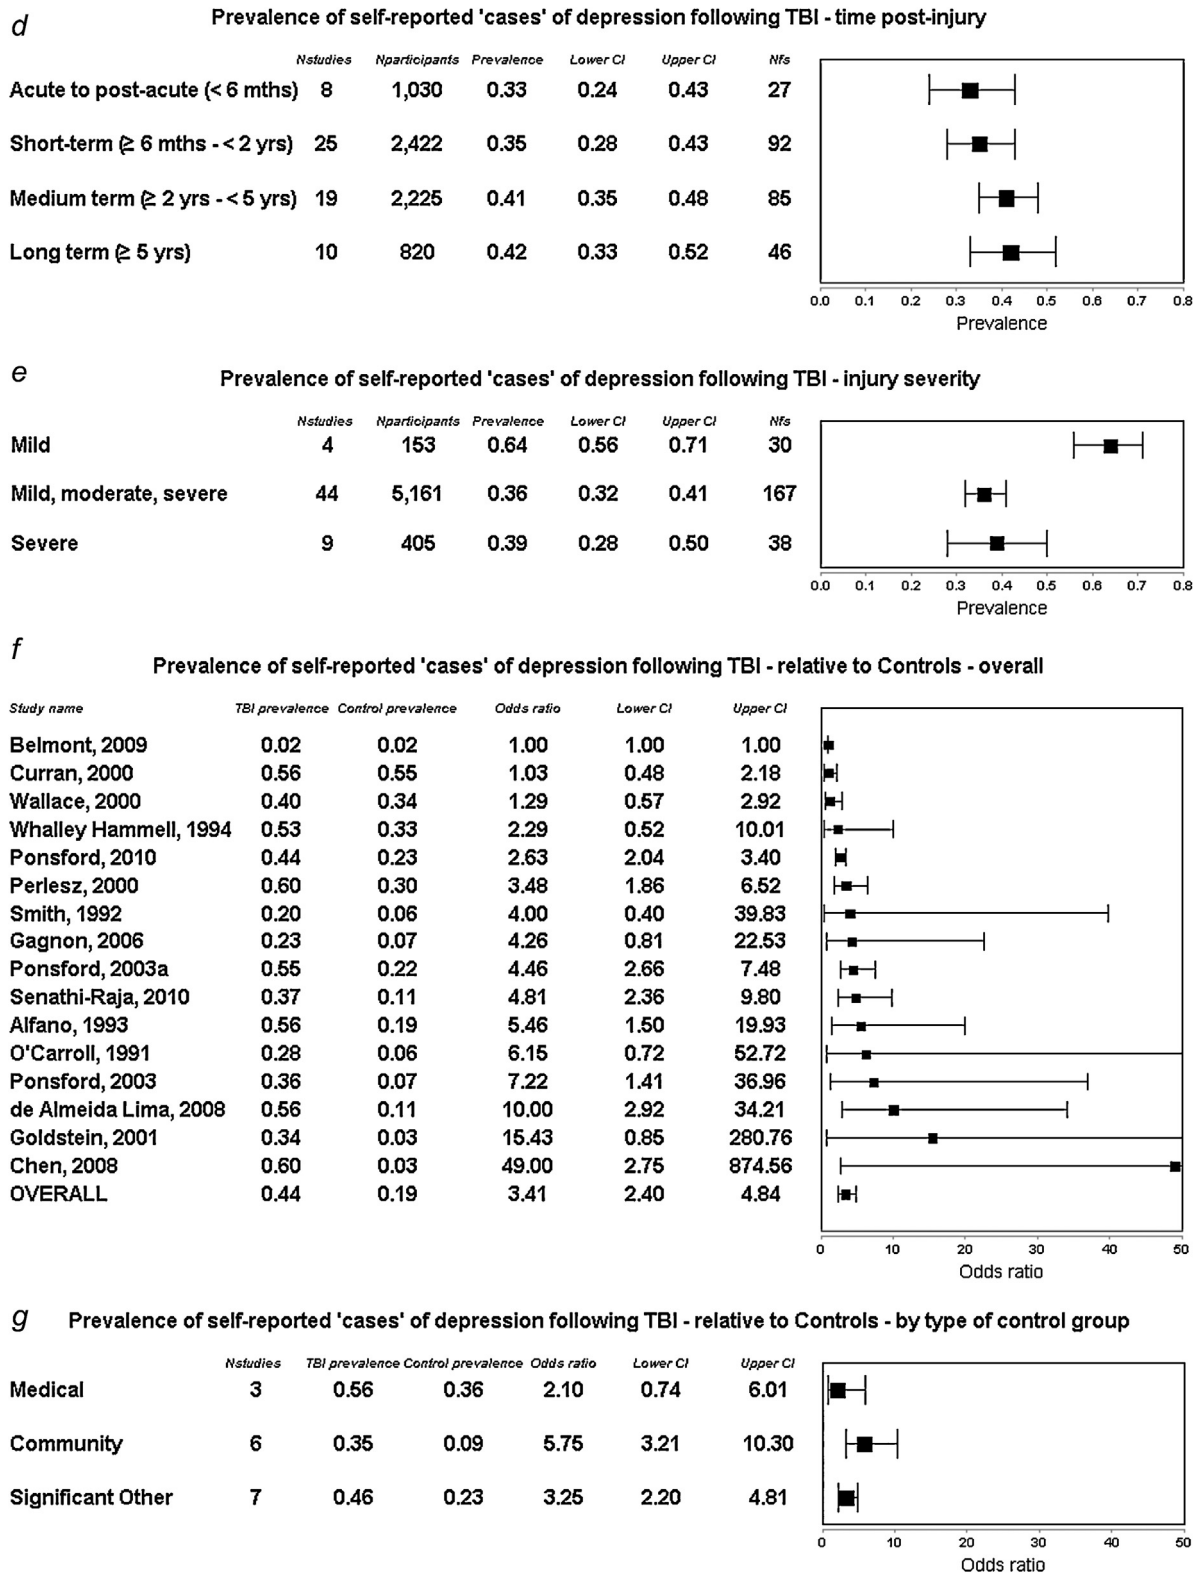 d Prevalence of self-reported 'cases' of depression following TBI - time post-injury
Nstudies Nparticipants Prevalence Lower CI Upper CI Nfs
Acute to post-acute (< 6 mths) 8 1,030 0.33 0.24 0.43 27
Short-term (≥ 6 mths - < 2 yrs) 25 2,422 0.35 0.28 0.43 92
Medium term (≥ 2 yrs - < 5 yrs) 19 2,225 0.41 0.35 0.48 85
Long term (≥ 5 yrs) 10 820 0.42 0.33 0.52 46
0.0 0.1 0.2 0.3 0.4 0.5 0.6 0.7 0.8
Prevalence
e Prevalence of self-reported 'cases' of depression following TBI - injury severity
Nstudies Nparticipants Prevalence Lower CI Upper CI Nfs
Mild 4 153 0.64 0.56 0.71 30
Mild, moderate, severe 44 5,161 0.36 0.32 0.41 167
Severe 9 405 0.39 0.28 0.50 38
0.0 0.1 0.2 0.3 0.4 0.5 0.6 0.7 0.8
Prevalence
f Prevalence of self-reported 'cases' of depression following TBI - relative to Controls - overall
Study name TBI prevalence Control prevalence Odds ratio Lower CI Upper CI
Belmont, 2009 0.02 0.02 1.00 1.00 1.00
Curran, 2000 0.56 0.55 1.03 0.48 2.18
Wallace, 2000 0.40 0.34 1.29 0.57 2.92
Whalley Hammell, 1994 0.53 0.33 2.29 0.52 10.01
Ponsford, 2010 0.44 0.23 2.63 2.04 3.40
Perlesz, 2000 0.60 0.30 3.48 1.86 6.52
Smith, 1992 0.20 0.06 4.00 0.40 39.83
Gagnon, 2006 0.23 0.07 4.26 0.81 22.53
Ponsford, 2003a 0.55 0.22 4.46 2.66 7.48
Senathi-Raja, 2010 0.37 0.11 4.81 2.36 9.80
Alfano, 1993 0.56 0.19 5.46 1.50 19.93
O'Carroll, 1991 0.28 0.06 6.15 0.72 52.72
Ponsford, 2003 0.36 0.07 7.22 1.41 36.96
de Almeida Lima, 2008 0.56 0.11 10.00 2.92 34.21
Goldstein, 2001 0.34 0.03 15.43 0.85 280.76
Chen, 2008 0.60 0.03 49.00 2.75 874.56
OVERALL 0.44 0.19 3.41 2.40 4.84
0 10 20 30 40 50
Odds ratio
g Prevalence of self-reported 'cases' of depression following TBI - relative to Controls - by type of control group
Nstudies TBI prevalence Control prevalence Odds ratio Lower CI Upper CI
Medical 3 0.56 0.36 2.10 0.74 6.01
Community 6 0.35 0.09 5.75 3.21 10.30
Significant Other 7 0.46 0.23 3.25 2.20 4.81
0 10 20 30 40 50
Odds ratio